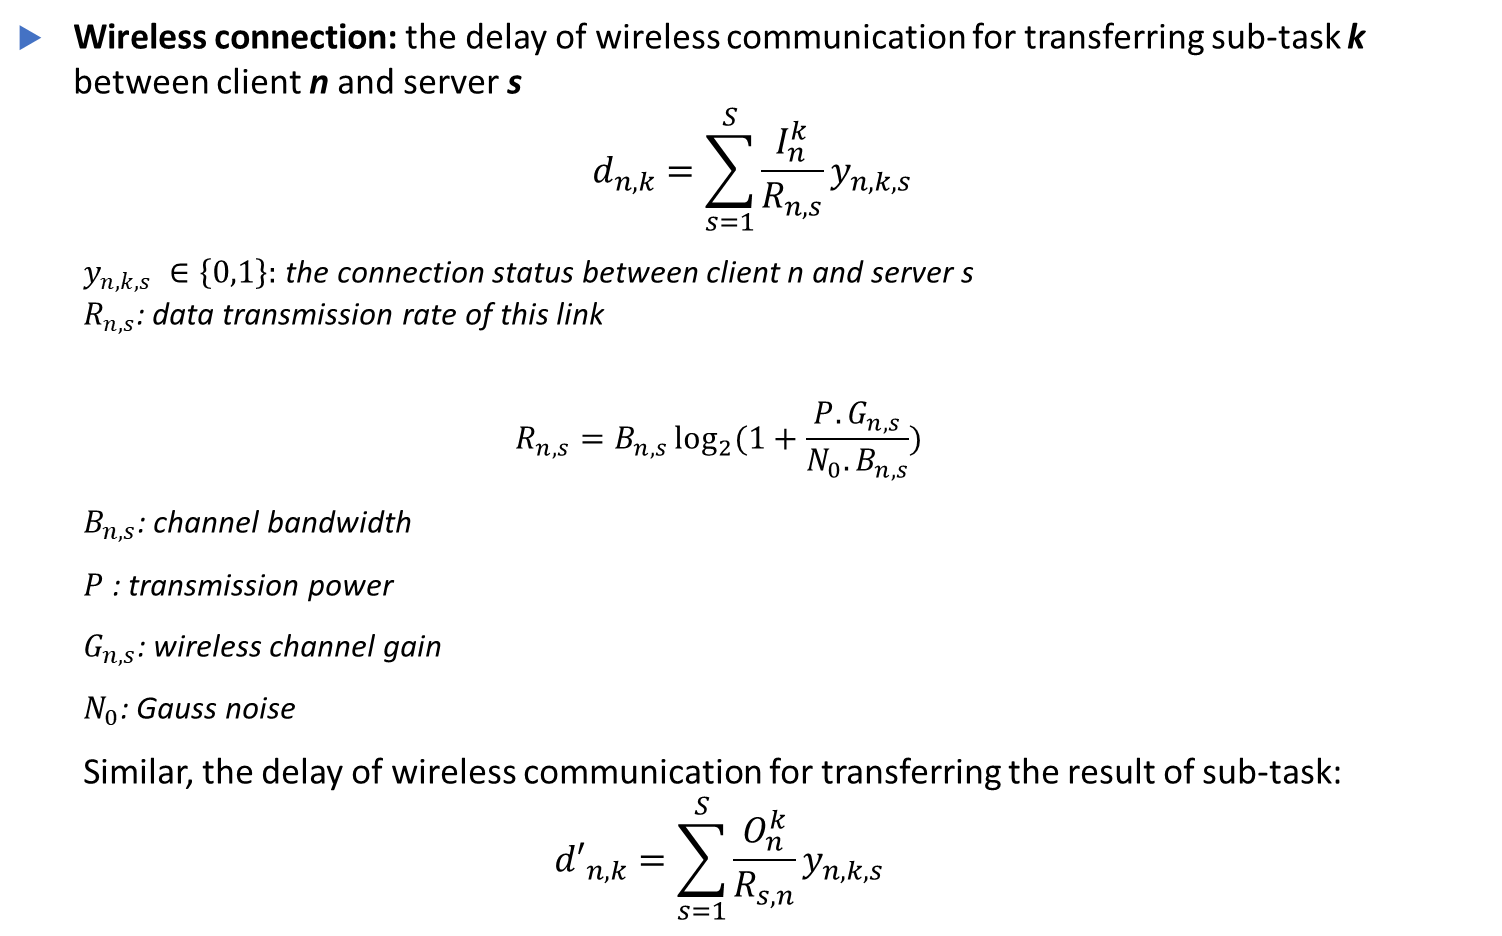 Wireless connection: the delay of wireless communication for transferring sub-task k
between client n and server s
d_{n,k} = \sum_{s=1}^{S} \frac{I_n^k}{R_{n,s}} y_{n,k,s}
y_{n,k,s} ∈ {0,1}: the connection status between client n and server s
R_{n,s}: data transmission rate of this link
R_{n,s} = B_{n,s} \log_2(1 + \frac{P . G_{n,s}}{N_0 . B_{n,s}})
B_{n,s}: channel bandwidth
P : transmission power
G_{n,s}: wireless channel gain
N_0: Gauss noise
Similar, the delay of wireless communication for transferring the result of sub-task:
d'_{n,k} = \sum_{s=1}^{S} \frac{O_n^k}{R_{s,n}} y_{n,k,s}